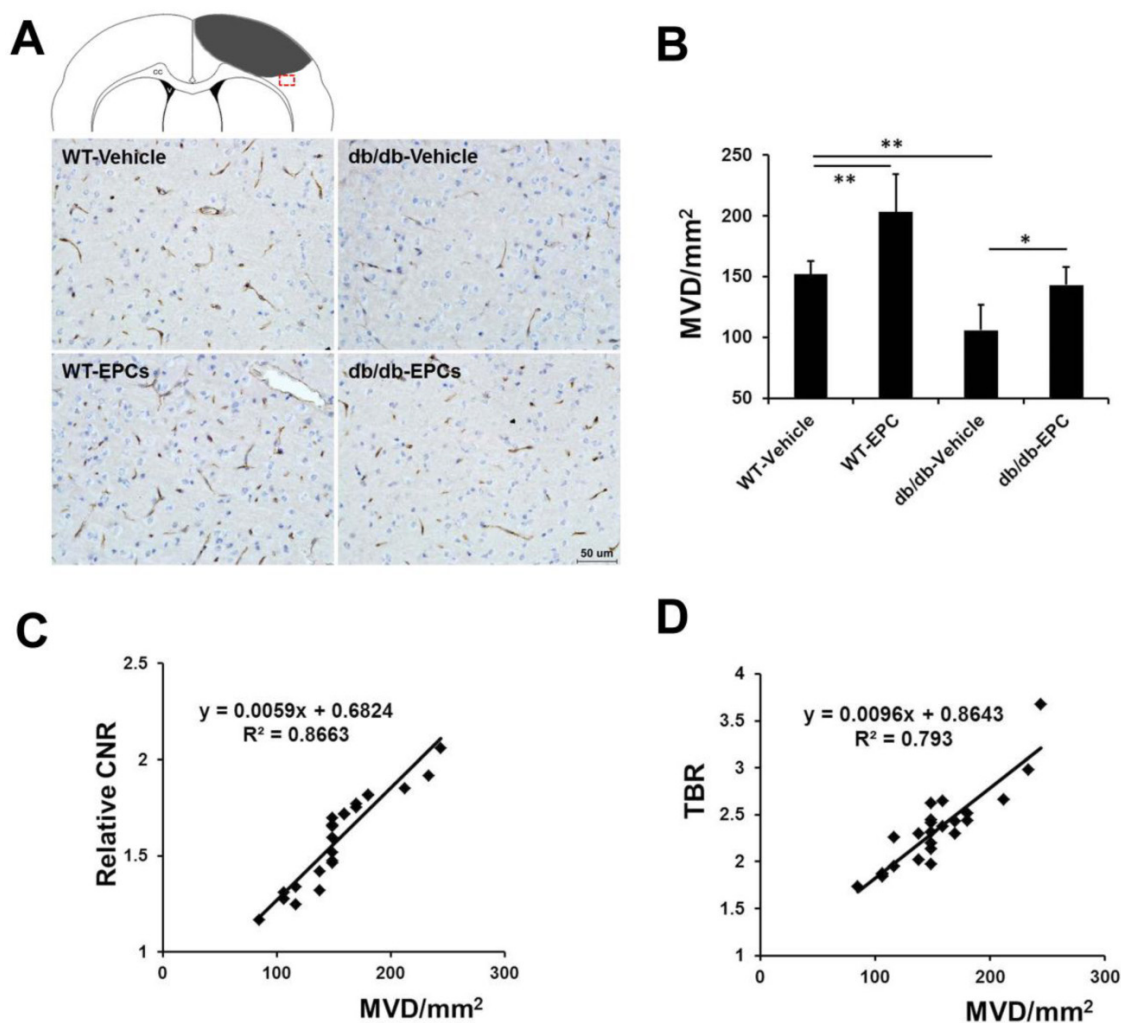 A
cc
v
WT-Vehicle
db/db-Vehicle
WT-EPCs
db/db-EPCs
50 um
B
MVD/mm²
250
200
150
100
50
**
**
*
WT-Vehicle
WT-EPC
db/db-Vehicle
db/db-EPC
C
Relative CNR
2.5
2
1.5
1
y = 0.0059x + 0.6824
R² = 0.8663
0
100
200
300
MVD/mm²
D
TBR
4
3.5
3
2.5
2
1.5
1
y = 0.0096x + 0.8643
R² = 0.793
0
100
200
300
MVD/mm²